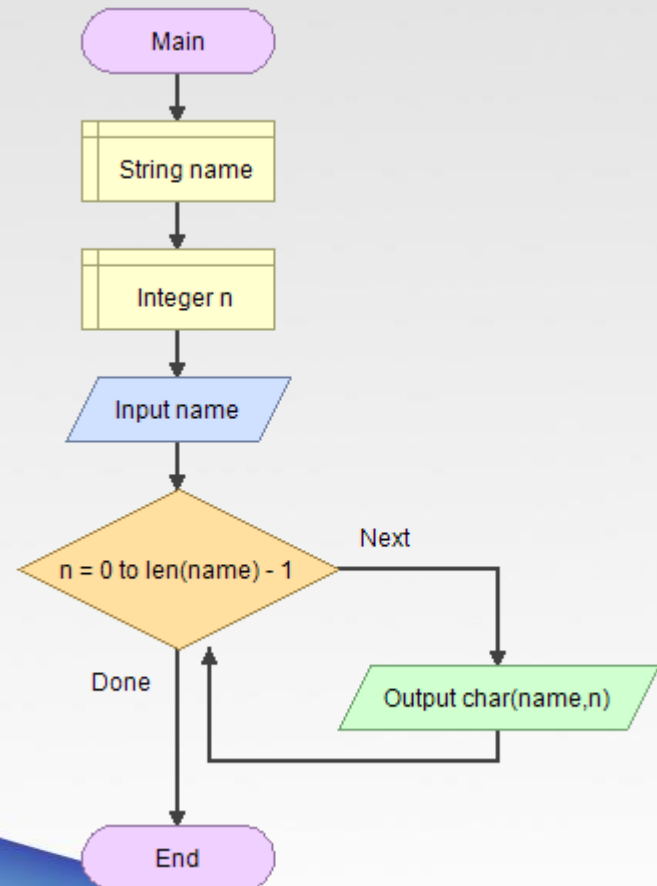 Main
String name
Integer n
Input name
n = 0 to len(name) - 1
Next
Output char(name,n)
Done
End